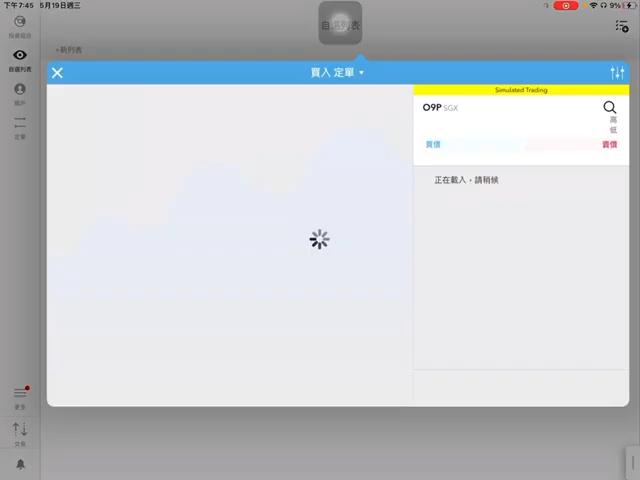 下午7:45 5月19日週三
9%
自選列表
投資組合
+新列表
自選列表
賬戶
定單
買入 定單
Simulated Trading
O9P SGX
高
低
買價
賣價
正在載入，請稍候
更多
交易